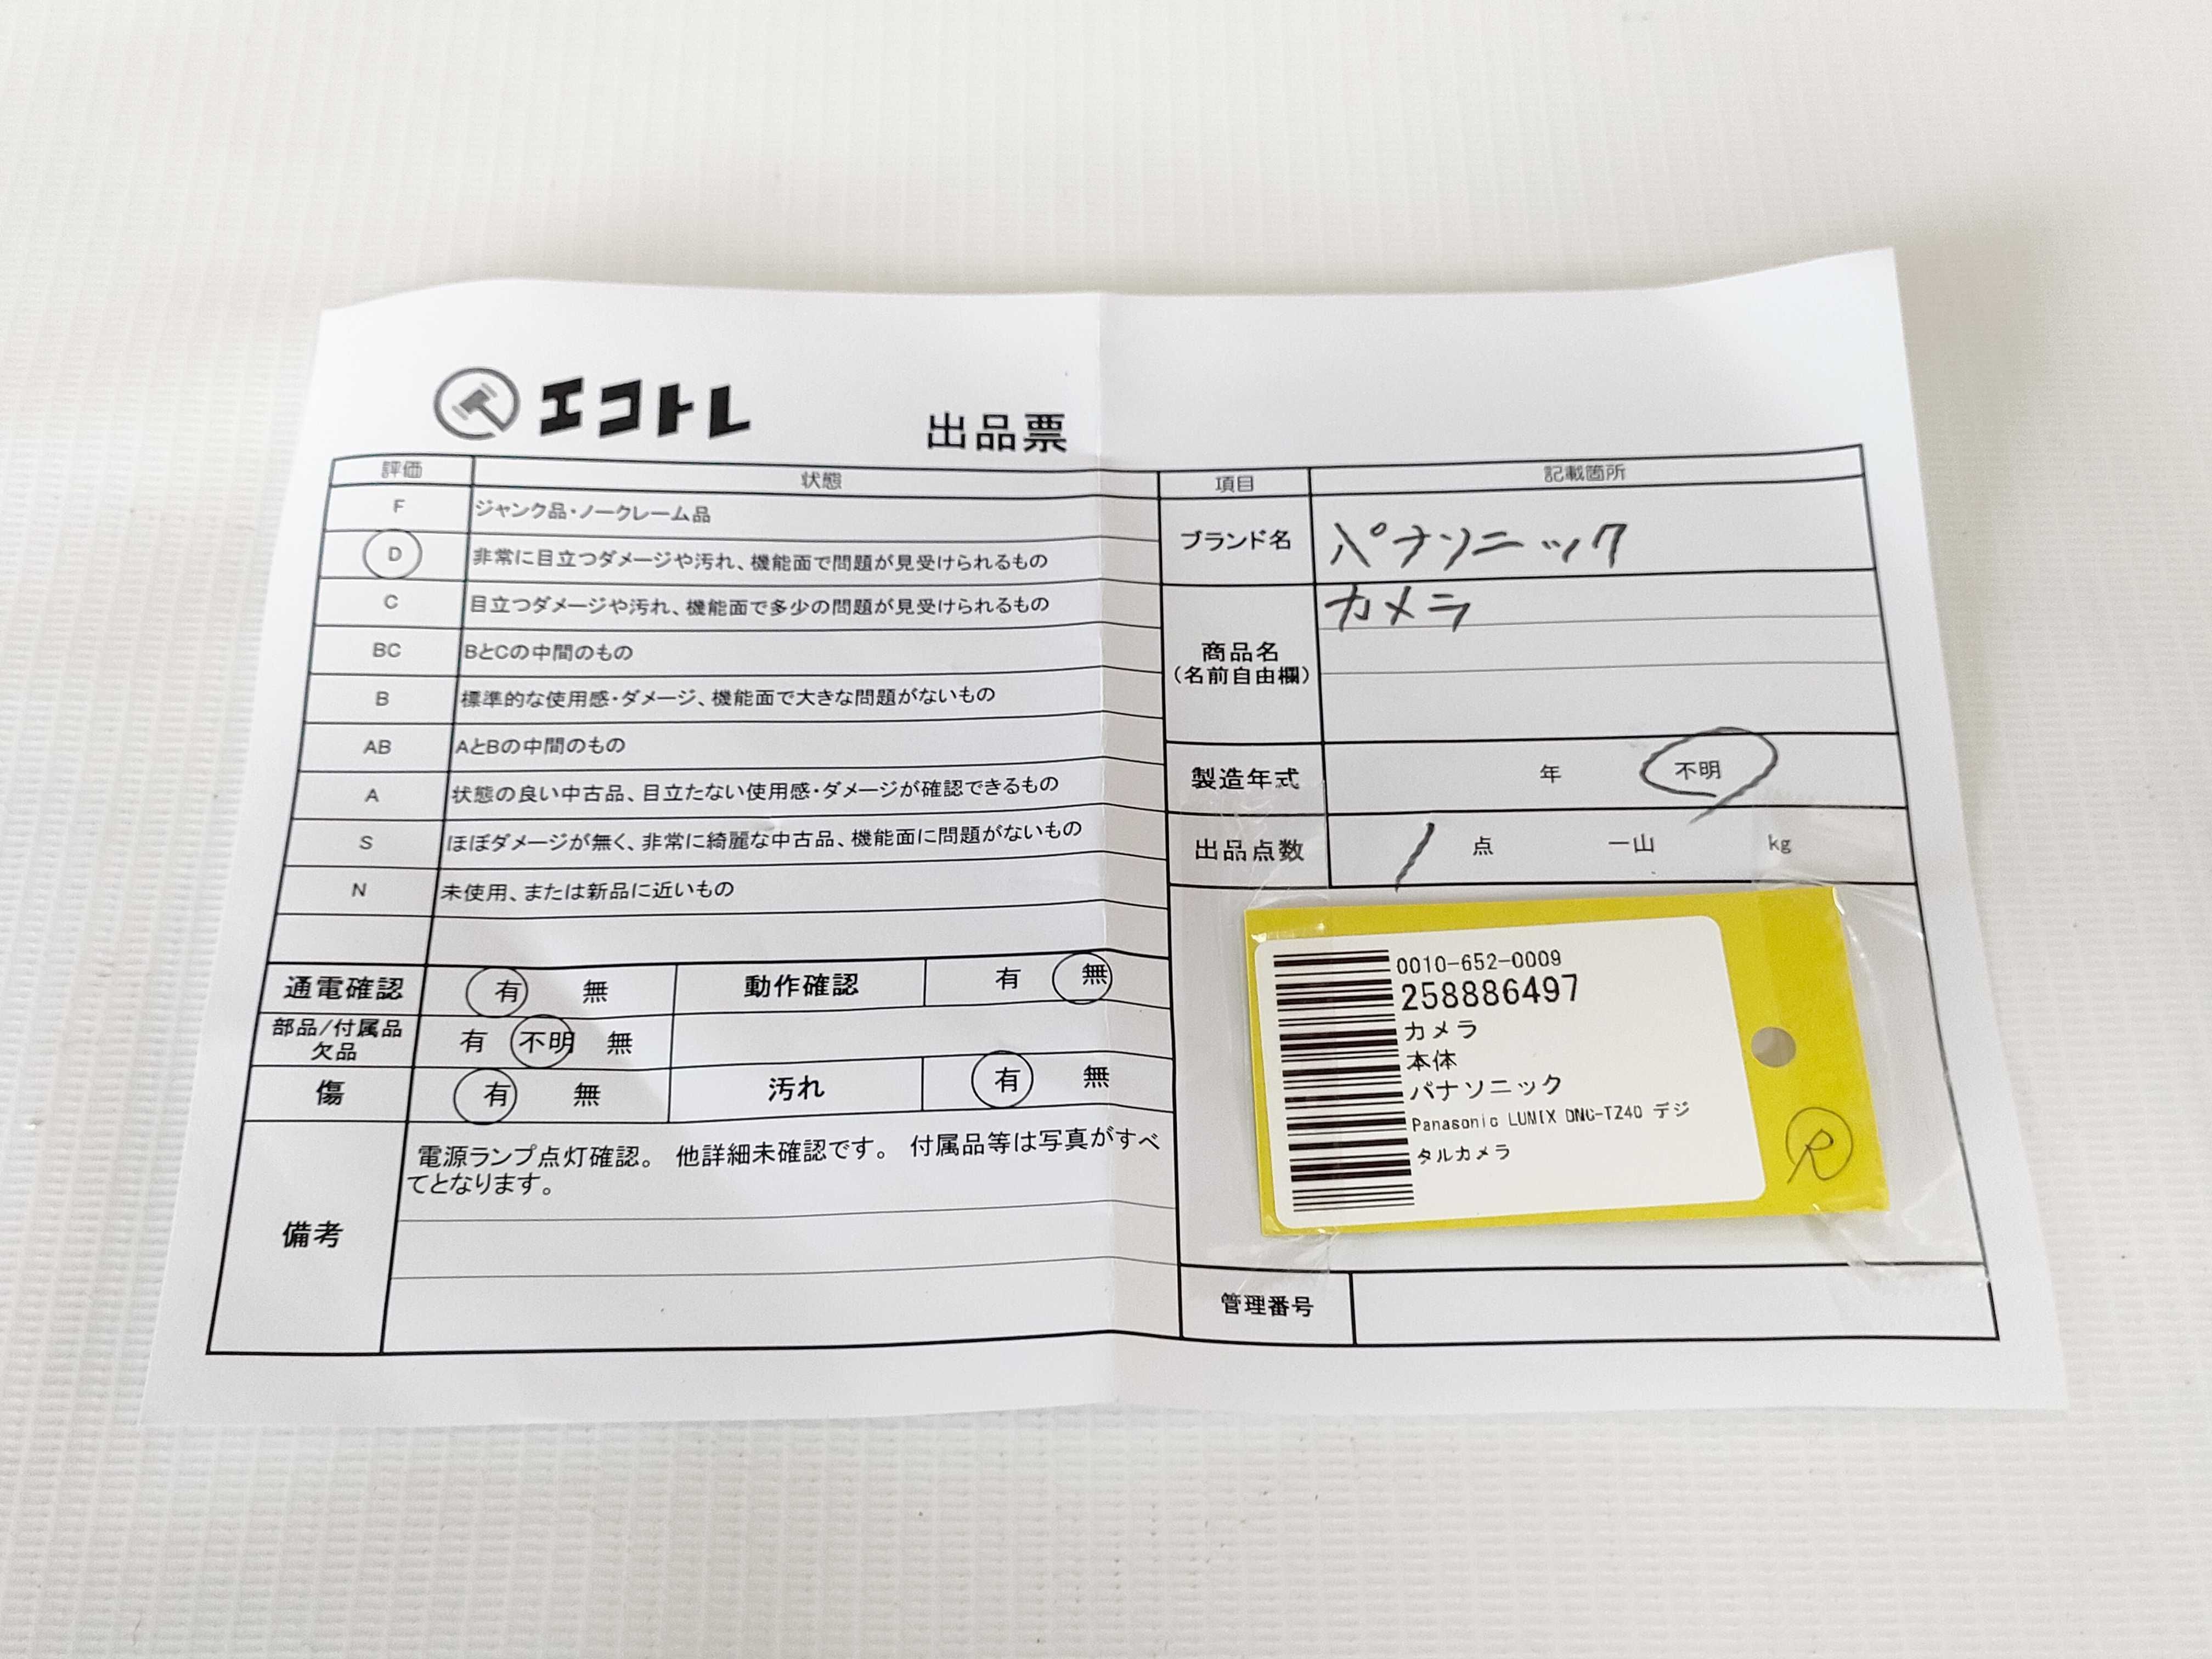 エコトレ 出品票
評価 状態
F ジャンク品・ノークレーム品
D 非常に目立つダメージや汚れ、機能面で問題が見受けられるもの
C 目立つダメージや汚れ、機能面で多少の問題が見受けられるもの
BC BとCの中間のもの
B 標準的な使用感・ダメージ、機能面で大きな問題がないもの
AB AとBの中間のもの
A 状態の良い中古品、目立たない使用感・ダメージが確認できるもの
S ほぼダメージが無く、非常に綺麗な中古品、機能面に問題がないもの
N 未使用、または新品に近いもの
通電確認 有 無 動作確認 有 無
部品/付属品
欠品 有 不明 無
傷 有 無 汚れ 有 無
備考
電源ランプ点灯確認。 他詳細未確認です。 付属品等は写真がすべ
てとなります。
項目 記載箇所
ブランド名 パナソニック
商品名
(名前自由欄)
カメラ
製造年式 年 不明
出品点数 1 点 一山 kg
0010-652-0009
258886497
カメラ
本体
パナソニック
Panasonic LUMIX DMC-TZ40 デジ
タルカメラ
R
管理番号